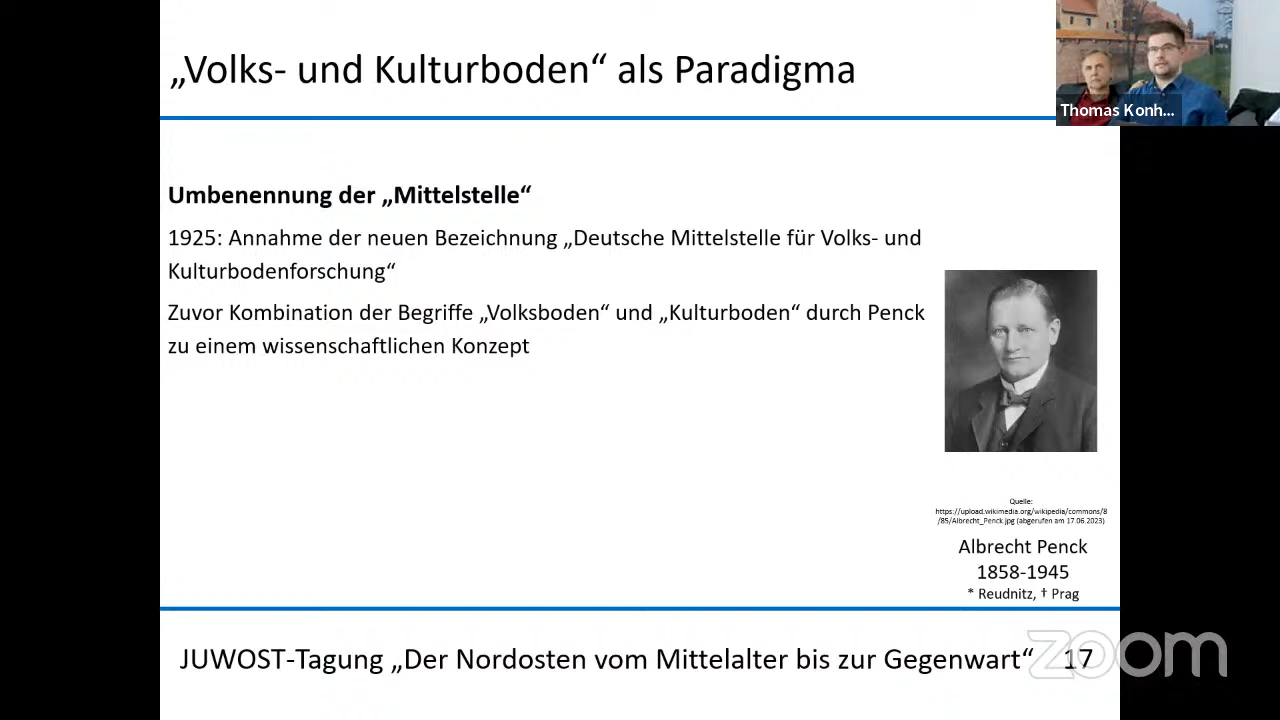 „Volks- und Kulturboden“ als Paradigma
Thomas Konh...
Umbenennung der „Mittelstelle“
1925: Annahme der neuen Bezeichnung „Deutsche Mittelstelle für Volks- und
Kulturbodenforschung“
Zuvor Kombination der Begriffe „Volksboden“ und „Kulturboden“ durch Penck
zu einem wissenschaftlichen Konzept
Quelle:
https://upload.wikimedia.org/wikipedia/commons/8
/85/Albrecht_Penck.jpg (abgerufen am 17.06.2023)
Albrecht Penck
1858-1945
* Reudnitz, † Prag
JUWOST-Tagung „Der Nordosten vom Mittelalter bis zur Gegenwart“ 17
zoom